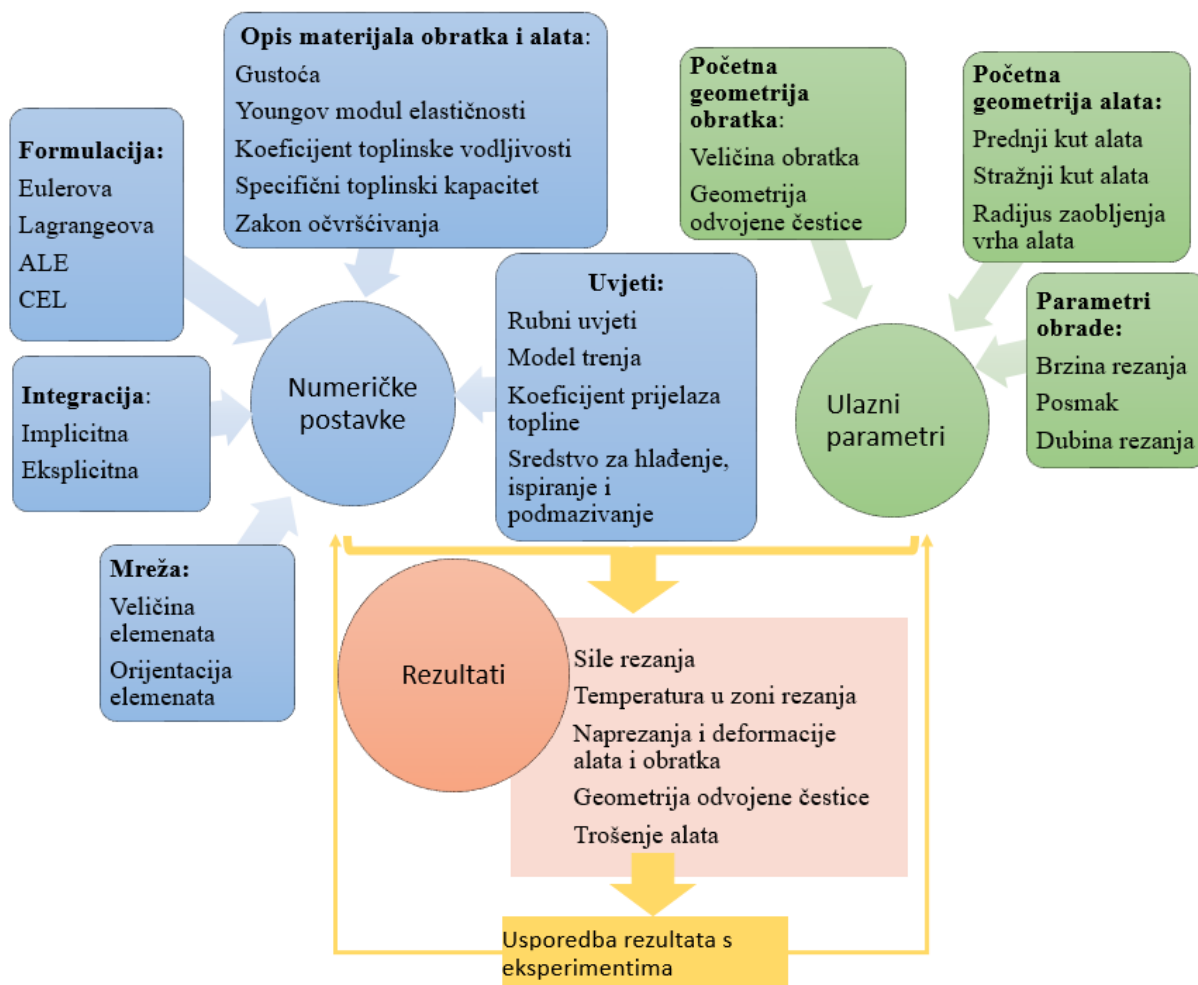 Opis materijala obratka i alata:
Gustoća
Youngov modul elastičnosti
Koeficijent toplinske vodljivosti
Specifični toplinski kapacitet
Zakon očvršćivanja
Formulacija:
Eulerova
Lagrangeova
ALE
CEL
Integracija:
Implicitna
Eksplicitna
Mreža:
Veličina
elemenata
Orijentacija
elemenata
Uvjeti:
Rubni uvjeti
Model trenja
Koeficijent prijelaza
topline
Sredstvo za hlađenje,
ispiranje i
podmazivanje
Numeričke
postavke
Početna
geometrija
obratka:
Veličina obratka
Geometrija
odvojene čestice
Početna
geometrija alata:
Prednji kut alata
Stražnji kut alata
Radijus zaobljenja
vrha alata
Parametri
obrade:
Brzina rezanja
Posmak
Dubina rezanja
Ulazni
parametri
Rezultati
Sile rezanja
Temperatura u zoni rezanja
Naprezanja i deformacije
alata i obratka
Geometrija odvojene čestice
Trošenje alata
Usporedba rezultata s
eksperimentima